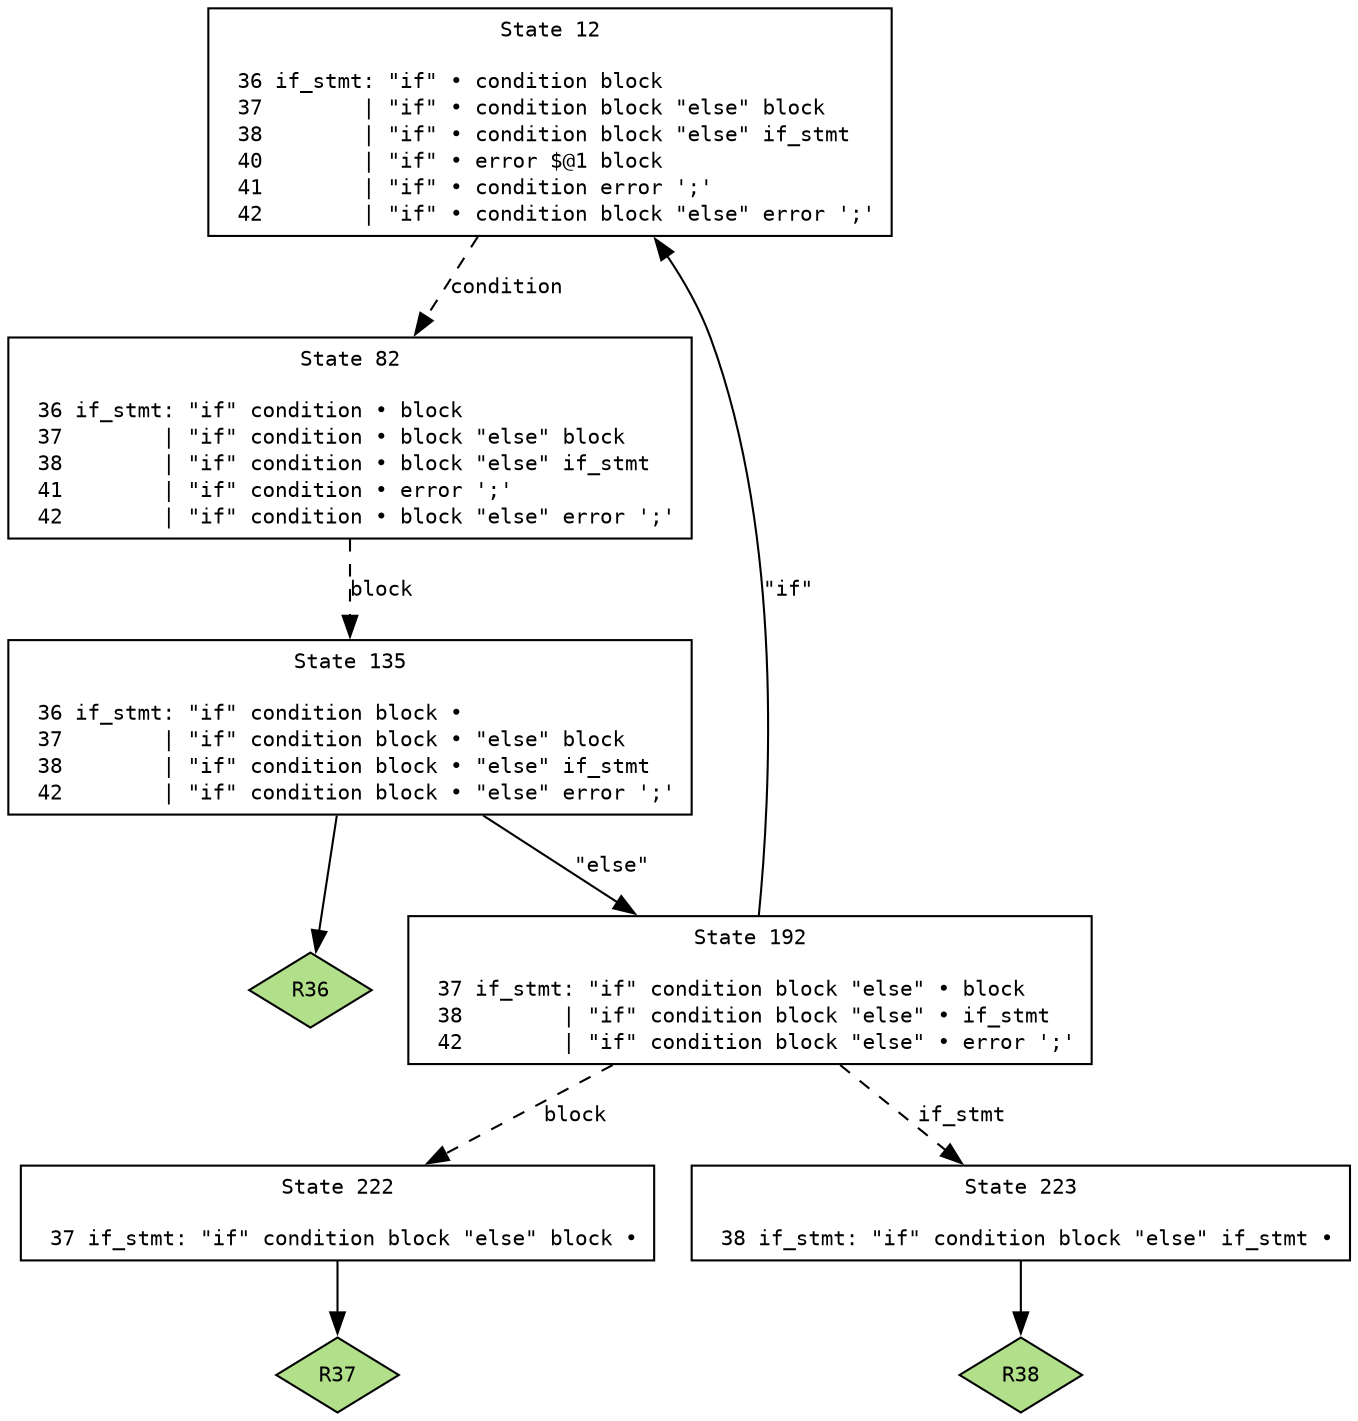 State 12
36 if_stmt: "if" • condition block
37        | "if" • condition block "else" block
38        | "if" • condition block "else" if_stmt
40        | "if" • error $@1 block
41        | "if" • condition error ';'
42        | "if" • condition block "else" error ';'
condition
State 82
36 if_stmt: "if" condition • block
37        | "if" condition • block "else" block
38        | "if" condition • block "else" if_stmt
41        | "if" condition • error ';'
42        | "if" condition • block "else" error ';'
block
"if"
State 135
36 if_stmt: "if" condition block •
37        | "if" condition block • "else" block
38        | "if" condition block • "else" if_stmt
42        | "if" condition block • "else" error ';'
"else"
R36
State 192
37 if_stmt: "if" condition block "else" • block
38        | "if" condition block "else" • if_stmt
42        | "if" condition block "else" • error ';'
block
if_stmt
State 222
37 if_stmt: "if" condition block "else" block •
State 223
38 if_stmt: "if" condition block "else" if_stmt •
R37
R38